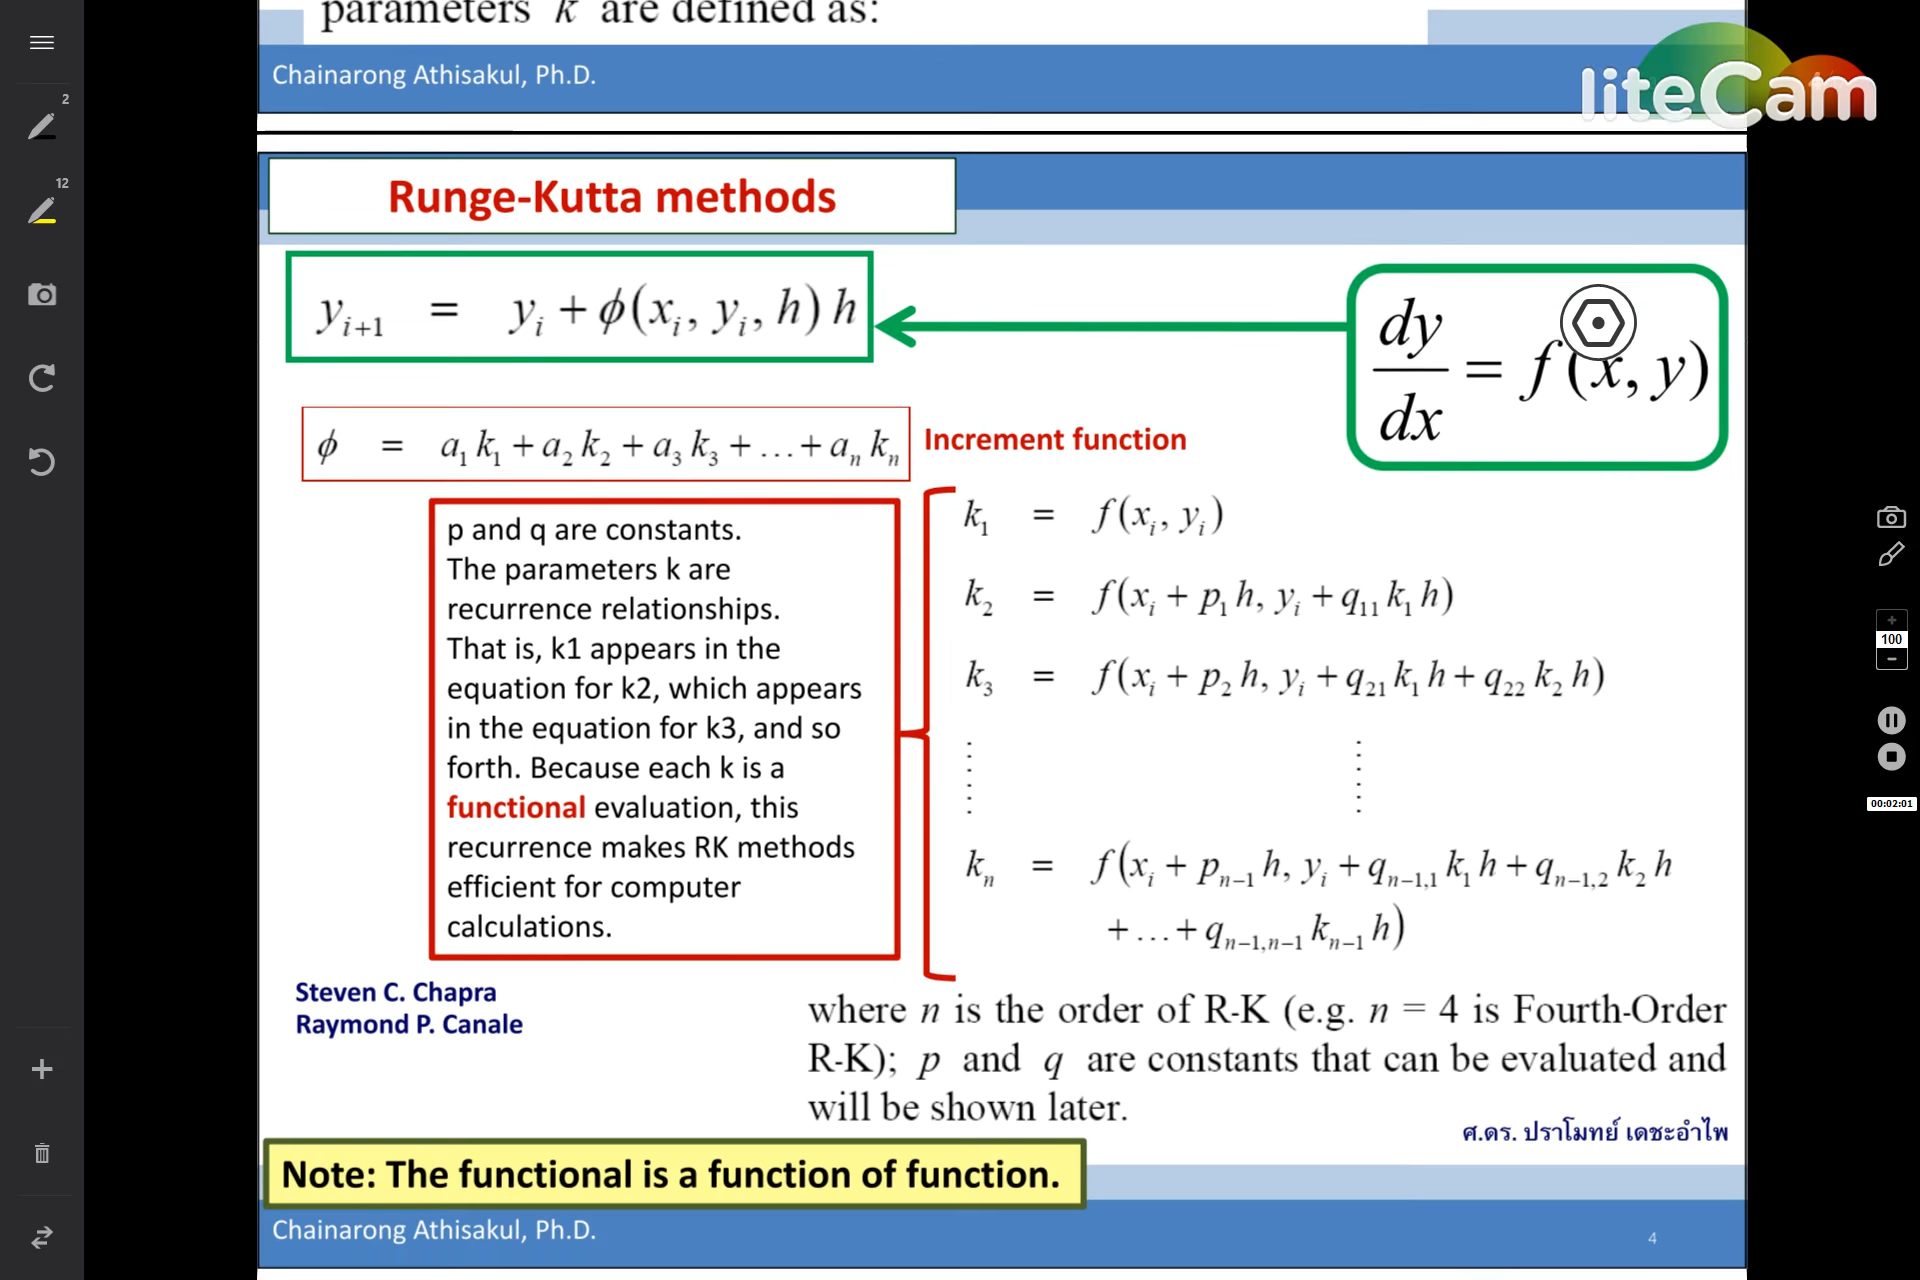 parameters k are defined as:
Chainarong Athisakul, Ph.D.
liteCam
2
12
Runge-Kutta methods
y_{i+1} = y_i + ϕ(x_i, y_i, h) h
dy/dx = f(x, y)
ϕ = a_1 k_1 + a_2 k_2 + a_3 k_3 + … + a_n k_n
Increment function
p and q are constants.
The parameters k are
recurrence relationships.
That is, k1 appears in the
equation for k2, which appears
in the equation for k3, and so
forth. Because each k is a
functional evaluation, this
recurrence makes RK methods
efficient for computer
calculations.
k_1 = f(x_i, y_i)
k_2 = f(x_i + p_1 h, y_i + q_{11} k_1 h)
k_3 = f(x_i + p_2 h, y_i + q_{21} k_1 h + q_{22} k_2 h)
k_n = f(x_i + p_{n−1} h, y_i + q_{n−1,1} k_1 h + q_{n−1,2} k_2 h
+ … + q_{n−1,n−1} k_{n−1} h)
Steven C. Chapra
Raymond P. Canale
where n is the order of R-K (e.g. n = 4 is Fourth-Order
R-K); p and q are constants that can be evaluated and
will be shown later.
ศ.ดร. ปราโมทย์ เดชะอำไพ
Note: The functional is a function of function.
Chainarong Athisakul, Ph.D.
4
100
00:02:01